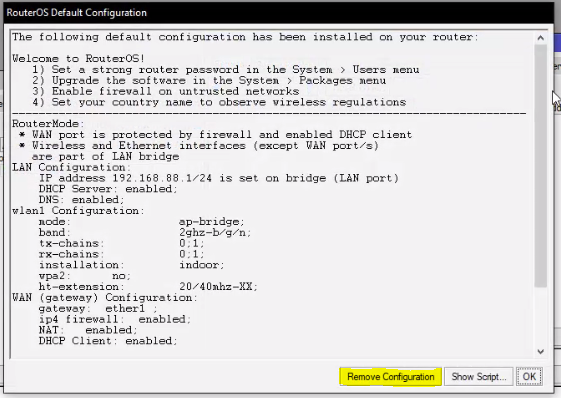 RouterOS Default Configuration
The following default configuration has been installed on your router:
Welcome to RouterOS!
1) Set a strong router password in the System > Users menu
2) Upgrade the software in the System > Packages menu
3) Enable firewall on untrusted networks
4) Set your country name to observe wireless regulations
RouterMode:
* WAN port is protected by firewall and enabled DHCP client
* Wireless and Ethernet interfaces (except WAN port/s)
are part of LAN bridge
LAN Configuration:
IP address 192.168.88.1/24 is set on bridge (LAN port)
DHCP Server: enabled;
DNS: enabled;
wlan1 Configuration:
mode: ap-bridge;
band: 2ghz-b/g/n;
tx-chains: 0;1;
rx-chains: 0;1;
installation: indoor;
wpa2: no;
ht-extension: 20/40mhz-XX;
WAN (gateway) Configuration:
gateway: ether1 ;
ip4 firewall: enabled;
NAT: enabled;
DHCP Client: enabled;
Remove Configuration Show Script... OK